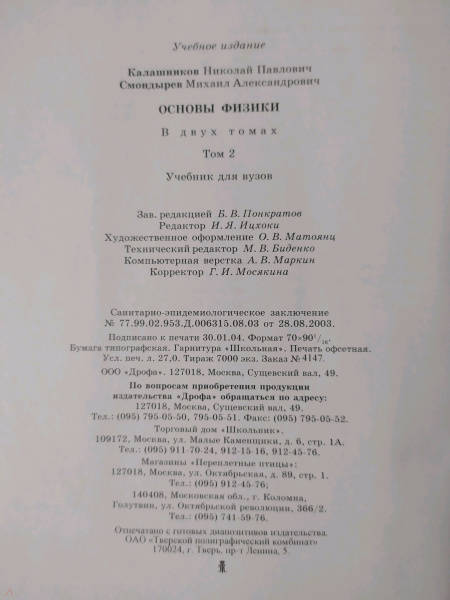 Учебное издание
Калашников Николай Павлович
Смондырев Михаил Александрович
ОСНОВЫ ФИЗИКИ
В двух томах
Том 2
Учебник для вузов
Зав. редакцией Б. В. Понкратов
Редактор И. Я. Ицхоки
Художественное оформление О. В. Матоянц
Технический редактор М. В. Биденко
Компьютерная верстка А. В. Маркин
Корректор Г. И. Мосякина
Санитарно-эпидемиологическое заключение
№ 77.99.02.953.Д.006315.08.03 от 28.08.2003.
Подписано к печати 30.01.04. Формат 70×90¹/₁₆.
Бумага типографская. Гарнитура «Школьная». Печать офсетная.
Усл. печ. л. 27,0. Тираж 7000 экз. Заказ № 4147.
ООО «Дрофа». 127018, Москва, Сущевский вал, 49.
По вопросам приобретения продукции
издательства «Дрофа» обращаться по адресу:
127018, Москва, Сущевский вал, 49.
Тел.: (095) 795-05-50, 795-05-51. Факс: (095) 795-05-52.
Торговый дом «Школьник».
109172, Москва, ул. Малые Каменщики, д. 6, стр. 1А.
Тел.: (095) 911-70-24, 912-15-16, 912-45-76.
Магазины «Переплетные птицы»:
127018, Москва, ул. Октябрьская, д. 89, стр. 1.
Тел.: (095) 912-45-76;
140408, Московская обл., г. Коломна,
Голутвин, ул. Октябрьской революции, 366/2.
Тел.: (095) 741-59-76.
Отпечатано с готовых диапозитивов издательства.
ОАО «Тверской полиграфический комбинат»
170024, г. Тверь, пр-т Ленина, 5.